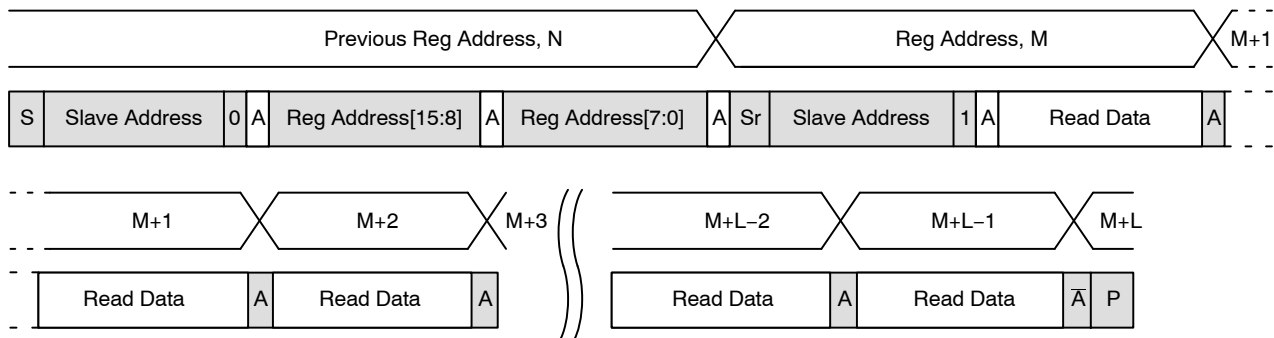 Previous Reg Address, N Reg Address, M M+1
S Slave Address 0 A Reg Address[15:8] A Reg Address[7:0] A Sr Slave Address 1 A Read Data A
M+1 M+2 M+3 M+L−2 M+L−1 M+L
Read Data A Read Data A Read Data A Read Data A̅ P